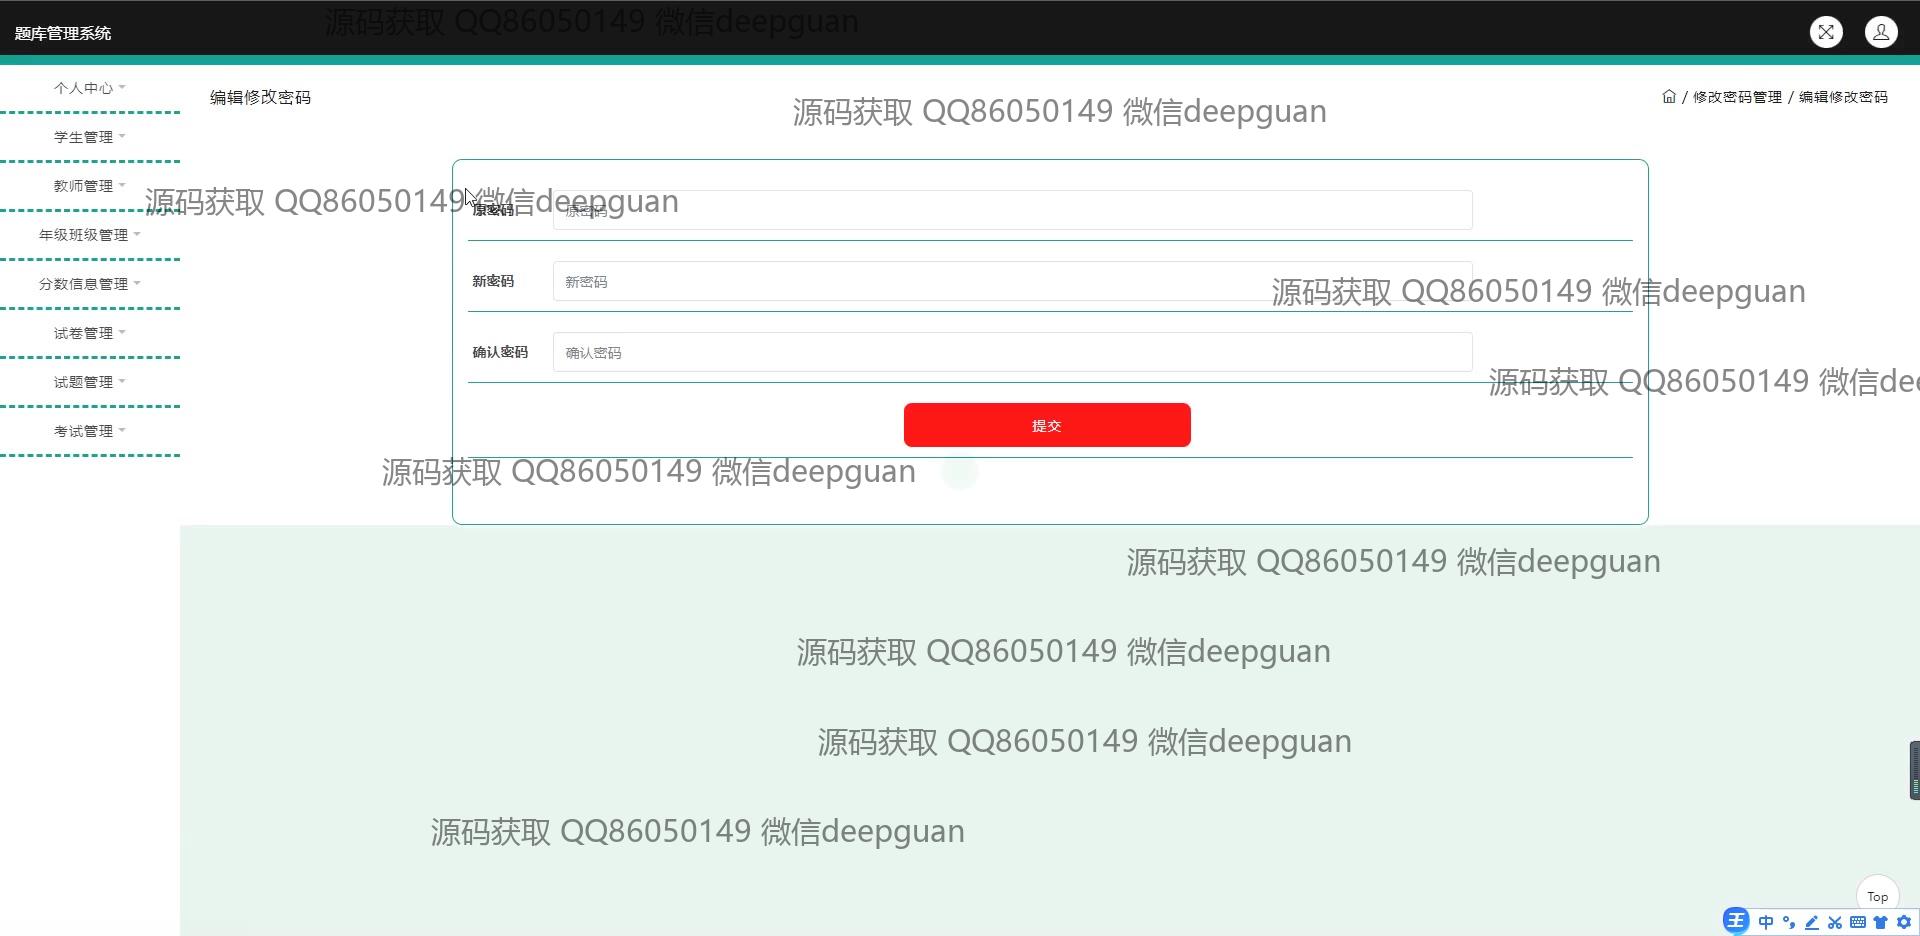 源码获取 QQ86050149 微信deepguan
题库管理系统
个人中心
编辑修改密码
/ 修改密码管理 / 编辑修改密码
源码获取 QQ86050149 微信deepguan
学生管理
教师管理
源码获取 QQ86050149 微信deepguan
原密码 原密码
年级班级管理
新密码 新密码
分数信息管理
源码获取 QQ86050149 微信deepguan
试卷管理
确认密码 确认密码
试题管理
源码获取 QQ86050149 微信dee
提交
考试管理
源码获取 QQ86050149 微信deepguan
源码获取 QQ86050149 微信deepguan
源码获取 QQ86050149 微信deepguan
源码获取 QQ86050149 微信deepguan
源码获取 QQ86050149 微信deepguan
Top
王 中